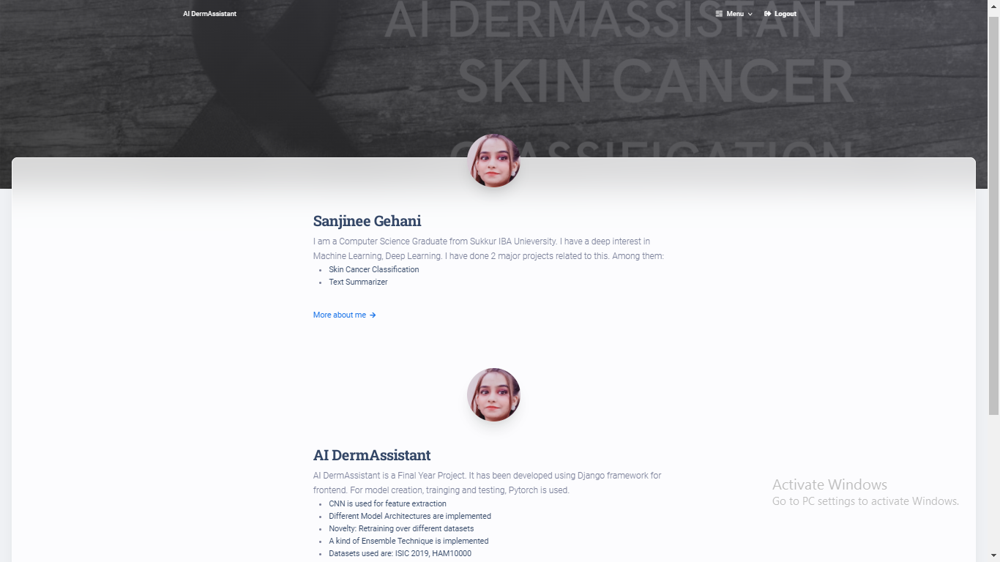 AI DermAssistant
Menu
Logout
AI DERMASSISTANT
SKIN CANCER
CLASSIFICATION
Sanjinee Gehani
I am a Computer Science Graduate from Sukkur IBA Unieversity. I have a deep interest in
Machine Learning, Deep Learning. I have done 2 major projects related to this. Among them:
Skin Cancer Classification
Text Summarizer
More about me →
AI DermAssistant
AI DermAssistant is a Final Year Project. It has been developed using Django framework for
frontend. For model creation, trainging and testing, Pytorch is used.
CNN is used for feature extraction
Different Model Architectures are implemented
Novelty: Retraining over different datasets
A kind of Ensemble Technique is implemented
Datasets used are: ISIC 2019, HAM10000
Activate Windows
Go to PC settings to activate Windows.